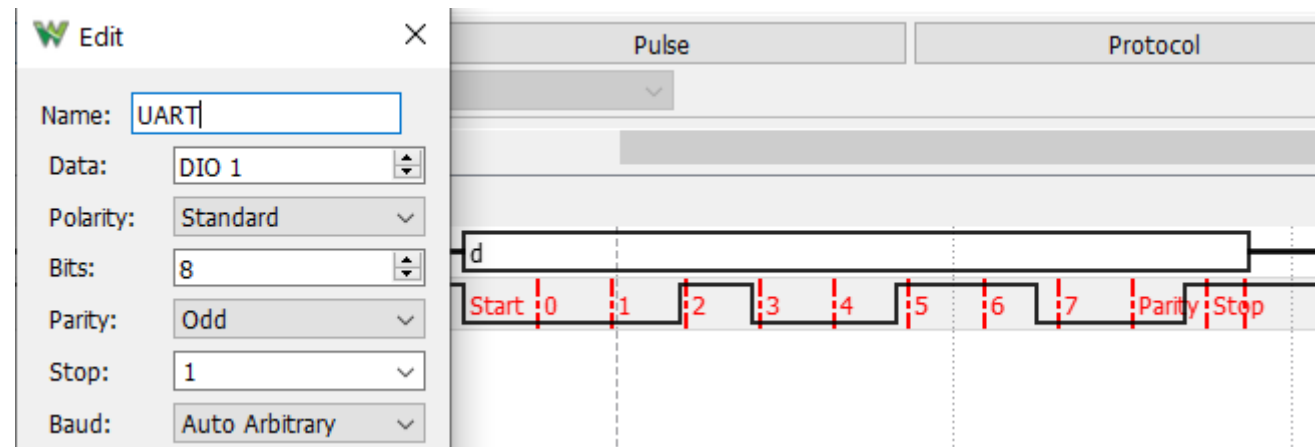 Edit
Pulse
Protocol
Name: UART
Data: DIO 1
Polarity: Standard
Bits: 8
Parity: Odd
Stop: 1
Baud: Auto Arbitrary
d
Start 0 1 2 3 4 5 6 7 Parity Stop